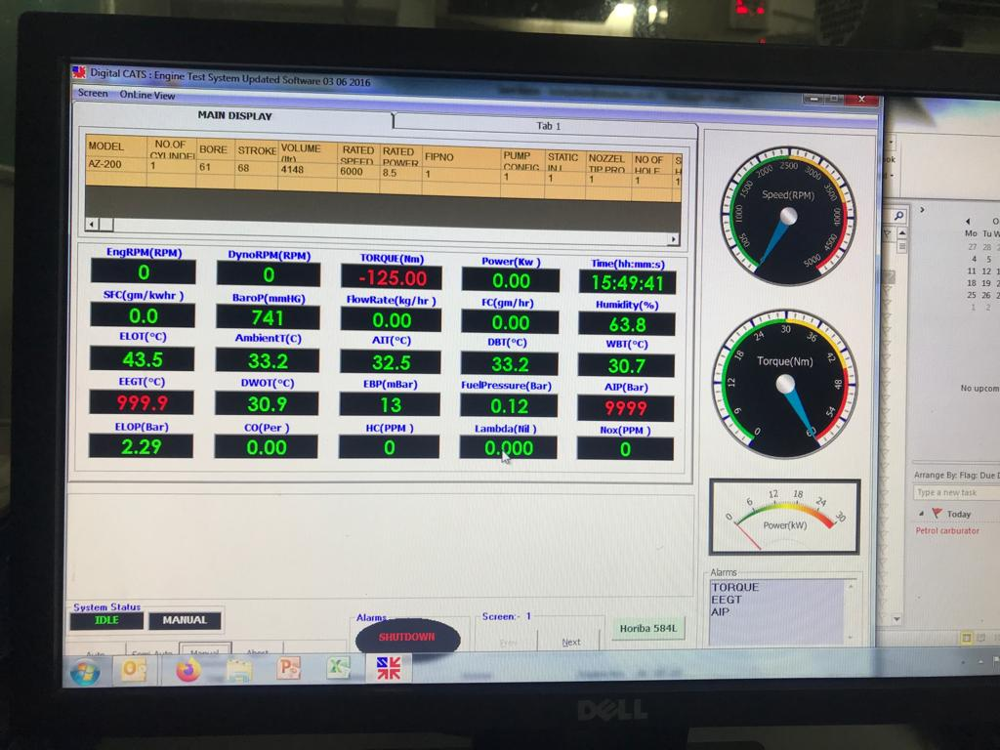 Digital CATS : Engine Test System Updated Software 03 06 2016
Screen OnLine View
MAIN DISPLAY Tab 1
MODEL NO.OF CYLINDEI BORE STROKE VOLUME (ltr) RATED SPEED RATED POWER FIPNO PUMP CONFIG STATIC INJ NOZZEL TIP PRO NO OF HOLE S H
AZ-200 1 61 68 4148 6000 8.5 1 1 1 1 1 1
EngRPM(RPM) DynoRPM(RPM) TORQUE(Nm) Power(Kw ) Time(hh:mm:s)
0 0 -125.00 0.00 15:49:41
SFC(gm/kwhr ) BaroP(mmHG) FlowRate(kg/hr ) FC(gm/hr) Humidity(%)
0.0 741 0.00 0.00 63.8
ELOT(°C) AmbientT(C) AIT(°C) DBT(°C) WBT(°C)
43.5 33.2 32.5 33.2 30.7
EEGT(°C) DWOT(°C) EBP(mBar) FuelPressure(Bar) AIP(Bar)
999.9 30.9 13 0.12 9999
ELOP(Bar) CO(Per ) HC(PPM ) Lambda(Nil ) Nox(PPM )
2.29 0.00 0 0.000 0
500 1000 1500 2000 2500 3000 3500 4000 4500 5000
Speed(RPM)
0 6 12 18 24 30 36 42 48 54 60
Torque(Nm)
0 6 12 18 24 30
Power(kW)
Alarms
TORQUE
EEGT
AIP
System Status
IDLE MANUAL
Alarms
SHUTDOWN
Screen:- 1
Prev Next
Horiba 584L
Auto Semi Auto Manual Abort
ok
O
Mo Tu W
27 28
4 5
11 12 1
18 19 2
25 26 2
1 2
No upcom
Arrange By: Flag: Due D
Type a new task
Today
Petrol carburator
DELL